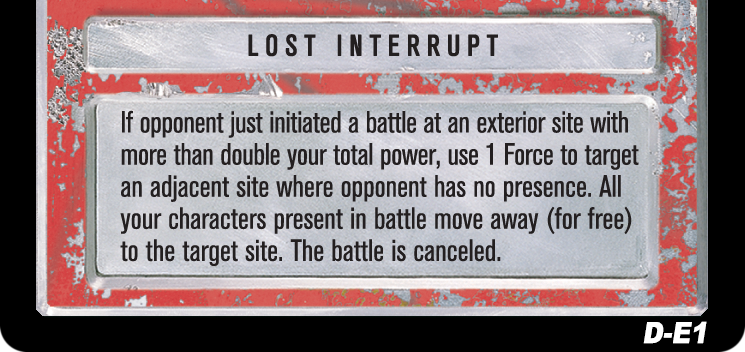 LOST INTERRUPT
If opponent just initiated a battle at an exterior site with
more than double your total power, use 1 Force to target
an adjacent site where opponent has no presence. All
your characters present in battle move away (for free)
to the target site. The battle is canceled.
D-E1